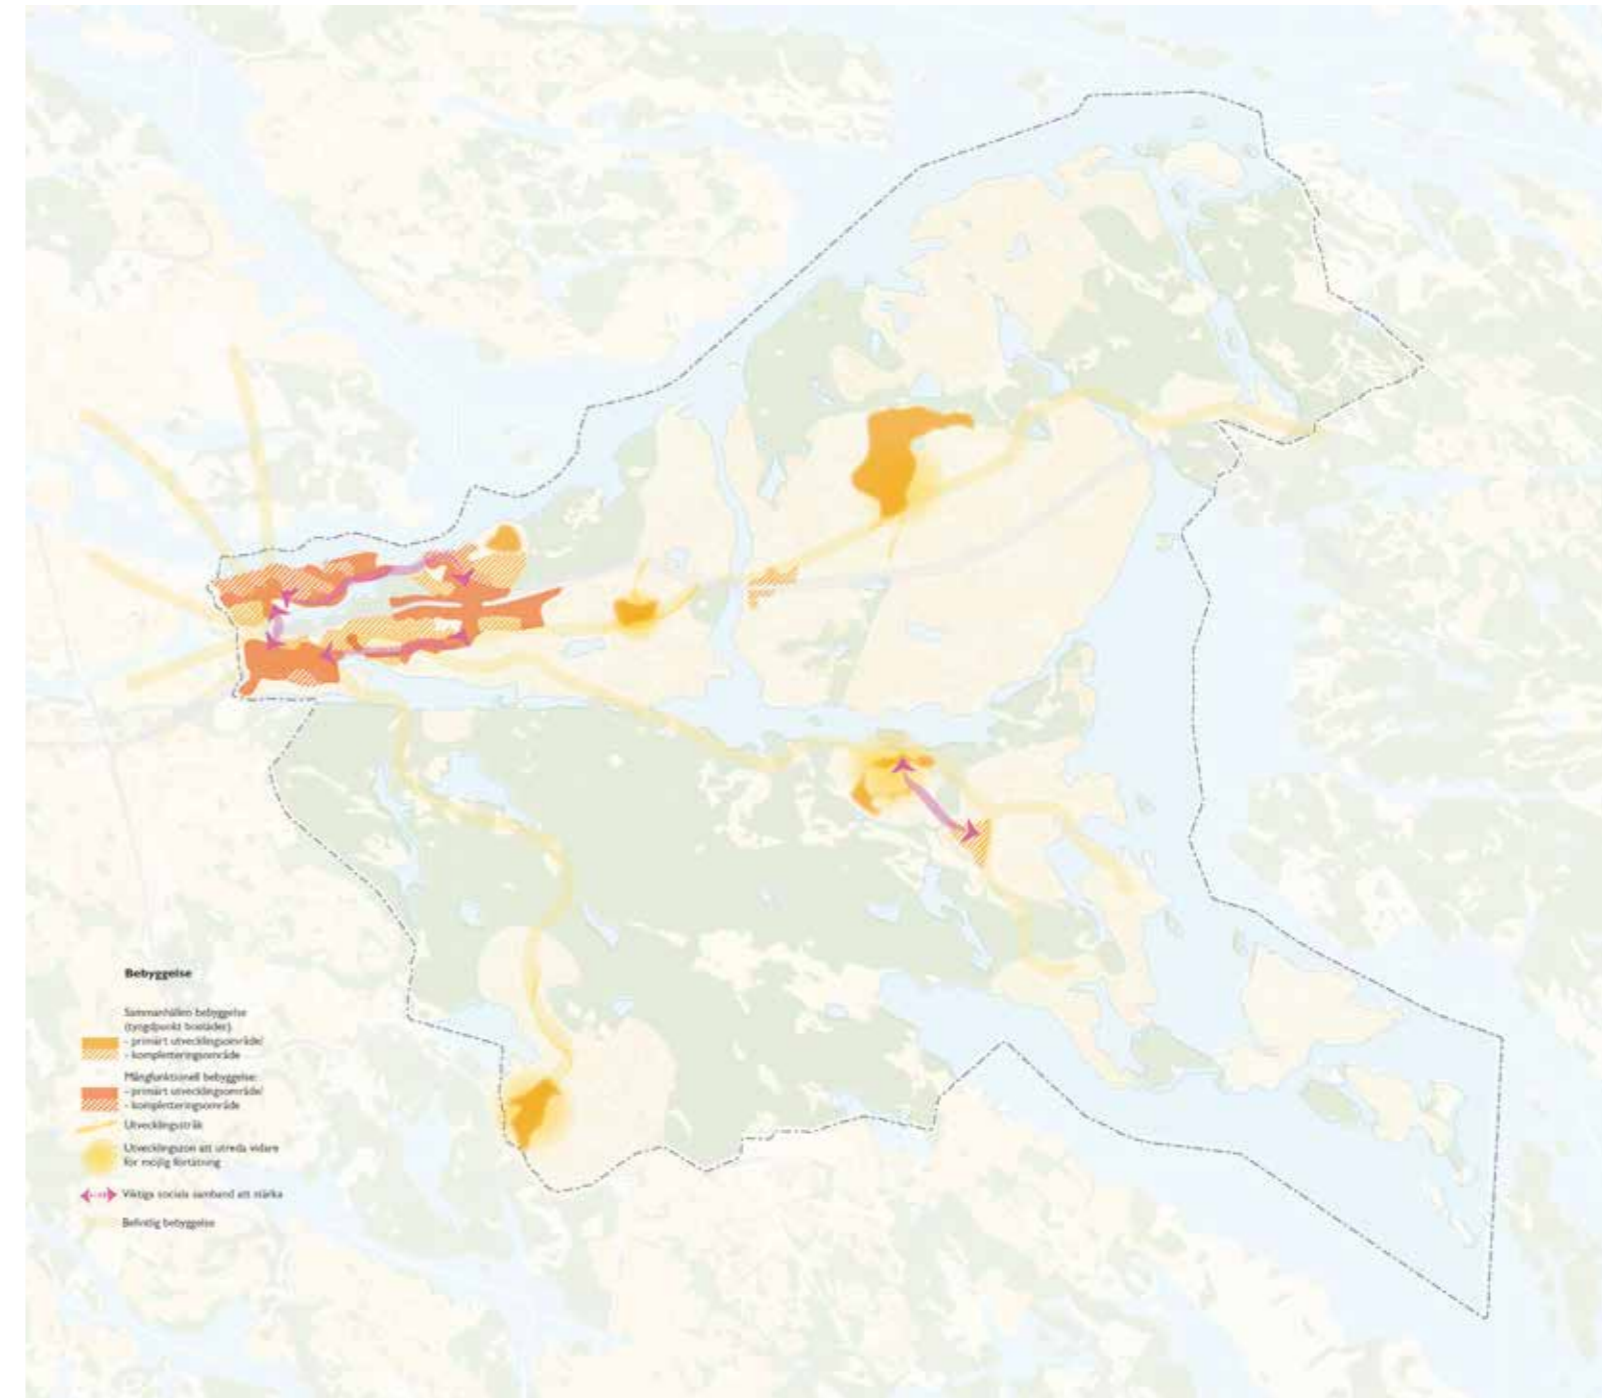 Bebyggelse
Sammanhållen bebyggelse
(tyngdpunkt bostäder):
- primärt utvecklingsområde/
- kompletteringsområde
Mångfunktionell bebyggelse:
- primärt utvecklingsområde/
- kompletteringsområde
Utvecklingsstråk
Utvecklingszon att utreda vidare
för möjlig förtätning
Viktiga sociala samband att stärka
Befintlig bebyggelse